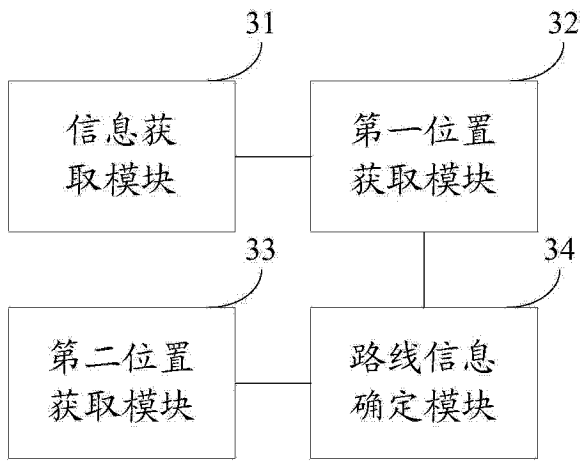 31
32
信息获
取模块
第一位置
获取模块
33
34
第二位置
获取模块
路线信息
确定模块